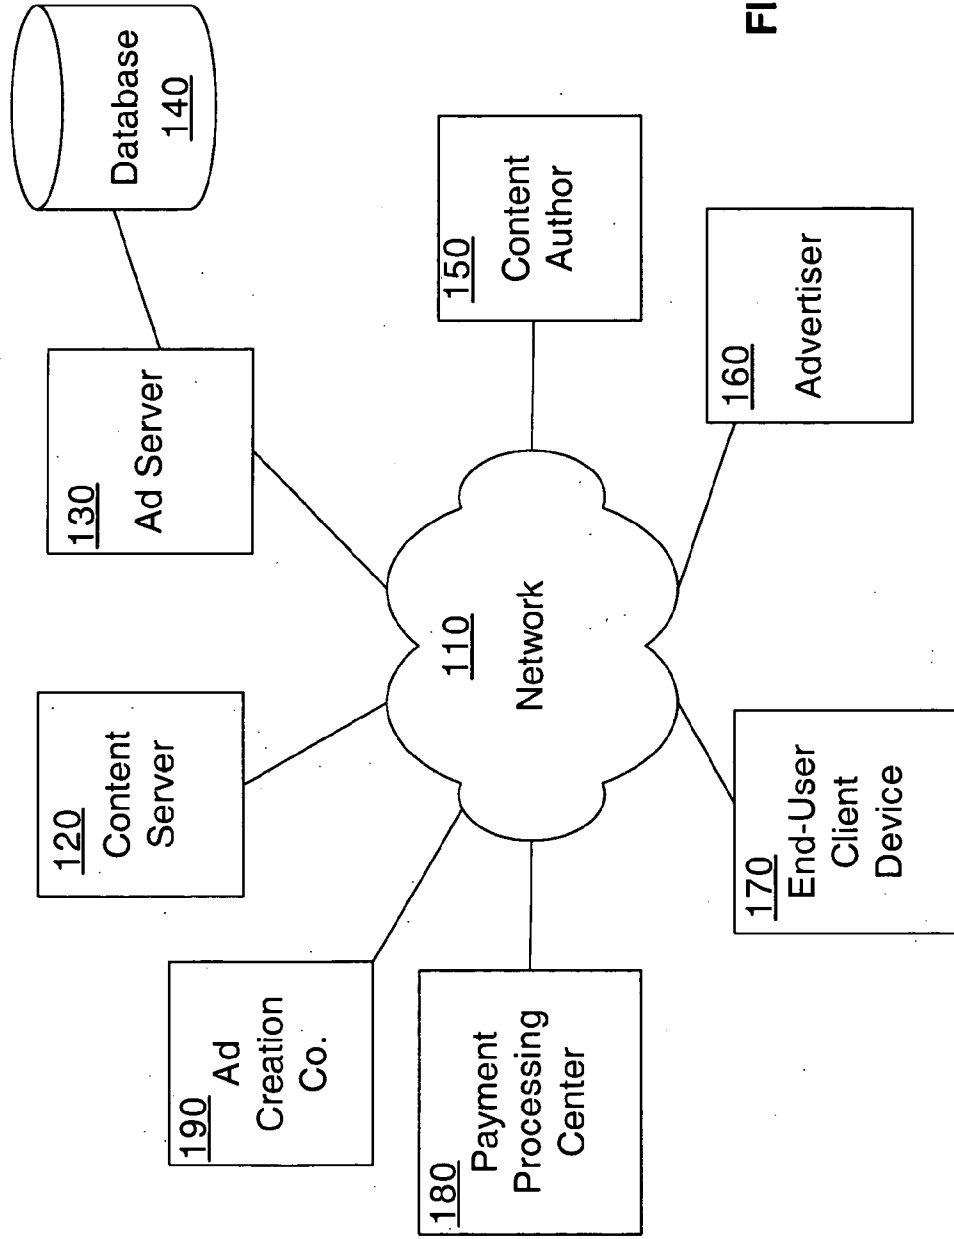 190
Ad
Creation
Co.
120
Content
Server
130
Ad Server
Database
140
180
Payment
Processing
Center
110
Network
150
Content
Author
170
End-User
Client
Device
160
Advertiser
FI